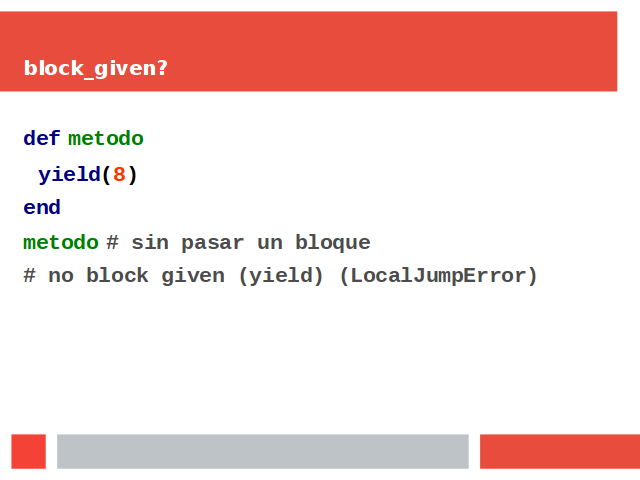 block_given?
def metodo
yield(8)
end
metodo # sin pasar un bloque
# no block given (yield) (LocalJumpError)